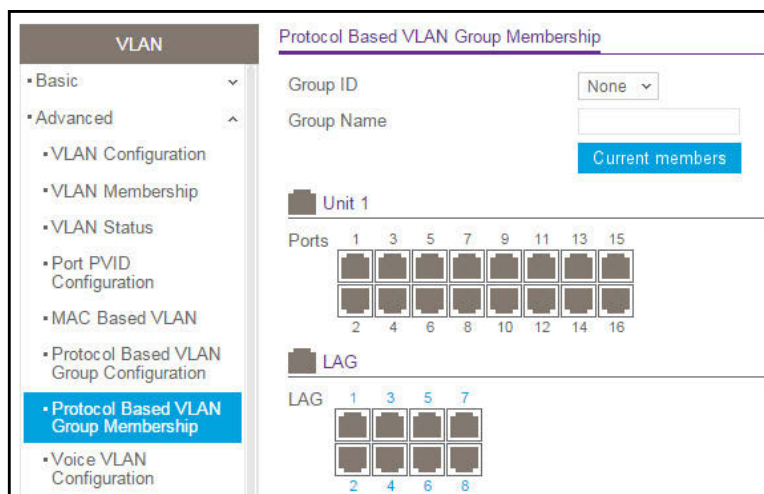 VLAN
Basic
Advanced
VLAN Configuration
VLAN Membership
VLAN Status
Port PVID
Configuration
MAC Based VLAN
Protocol Based VLAN
Group Configuration
Protocol Based VLAN
Group Membership
Voice VLAN
Configuration
Protocol Based VLAN Group Membership
Group ID None
Group Name
Current members
Unit 1
Ports 1 3 5 7 9 11 13 15
2 4 6 8 10 12 14 16
LAG
LAG 1 3 5 7
2 4 6 8